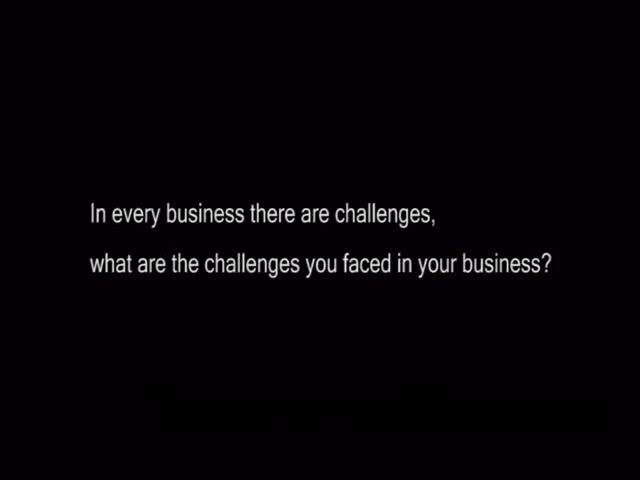 In every business there are challenges,
what are the challenges you faced in your business?